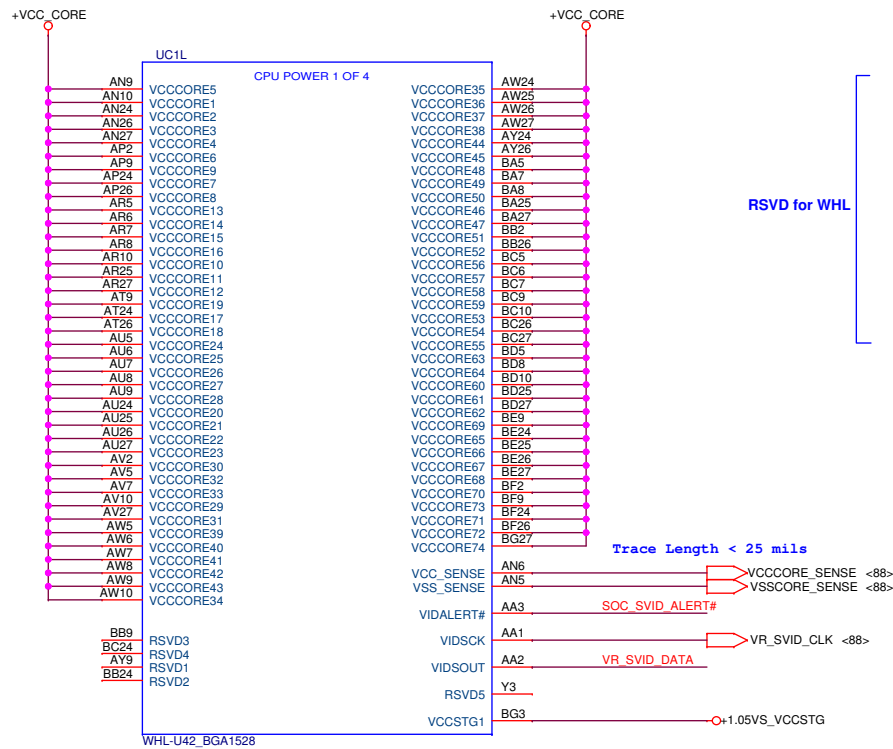 +VCC_CORE
+VCC_CORE
UC1L
CPU POWER 1 OF 4
AN9 VCCCORE5 VCCCORE35 AW24
AN10 VCCCORE1 VCCCORE36 AW25
AN24 VCCCORE2 VCCCORE37 AW26
AN26 VCCCORE3 VCCCORE38 AW27
AN27 VCCCORE4 VCCCORE44 AY24
AP2 VCCCORE6 VCCCORE45 AY26
AP9 VCCCORE9 VCCCORE48 BA5
AP24 VCCCORE7 VCCCORE49 BA7
AP26 VCCCORE8 VCCCORE50 BA8
AR5 VCCCORE13 VCCCORE46 BA25
AR6 VCCCORE14 VCCCORE47 BA27
AR7 VCCCORE15 VCCCORE51 BB2
AR8 VCCCORE16 VCCCORE52 BB26
AR10 VCCCORE10 VCCCORE56 BC5
AR25 VCCCORE11 VCCCORE57 BC6
AR27 VCCCORE12 VCCCORE58 BC7
AT9 VCCCORE19 VCCCORE59 BC9
AT24 VCCCORE17 VCCCORE53 BC10
AT26 VCCCORE18 VCCCORE54 BC26
AU5 VCCCORE24 VCCCORE55 BC27
AU6 VCCCORE25 VCCCORE63 BD5
AU7 VCCCORE26 VCCCORE64 BD8
AU8 VCCCORE27 VCCCORE60 BD10
AU9 VCCCORE28 VCCCORE61 BD25
AU24 VCCCORE20 VCCCORE62 BD27
AU25 VCCCORE21 VCCCORE69 BE9
AU26 VCCCORE22 VCCCORE65 BE24
AU27 VCCCORE23 VCCCORE66 BE25
AV2 VCCCORE30 VCCCORE67 BE26
AV5 VCCCORE32 VCCCORE68 BE27
AV7 VCCCORE33 VCCCORE70 BF2
AV10 VCCCORE29 VCCCORE73 BF9
AV27 VCCCORE31 VCCCORE71 BF24
AW5 VCCCORE39 VCCCORE72 BF26
AW6 VCCCORE40 VCCCORE74 BG27
AW7 VCCCORE41
AW8 VCCCORE42 VCC_SENSE AN6 VCCCORE_SENSE <88>
AW9 VCCCORE43 VSS_SENSE AN5 VSSCORE_SENSE <88>
AW10 VCCCORE34
RSVD for WHL
Trace Length < 25 mils
VIDALERT# AA3 SOC_SVID_ALERT#
BB9 RSVD3 VIDSCK AA1 VR_SVID_CLK <88>
BC24 RSVD4
AY9 RSVD1 VIDSOUT AA2 VR_SVID_DATA
BB24 RSVD2
RSVD5 Y3
VCCSTG1 BG3 +1.05VS_VCCSTG
WHL-U42_BGA1528